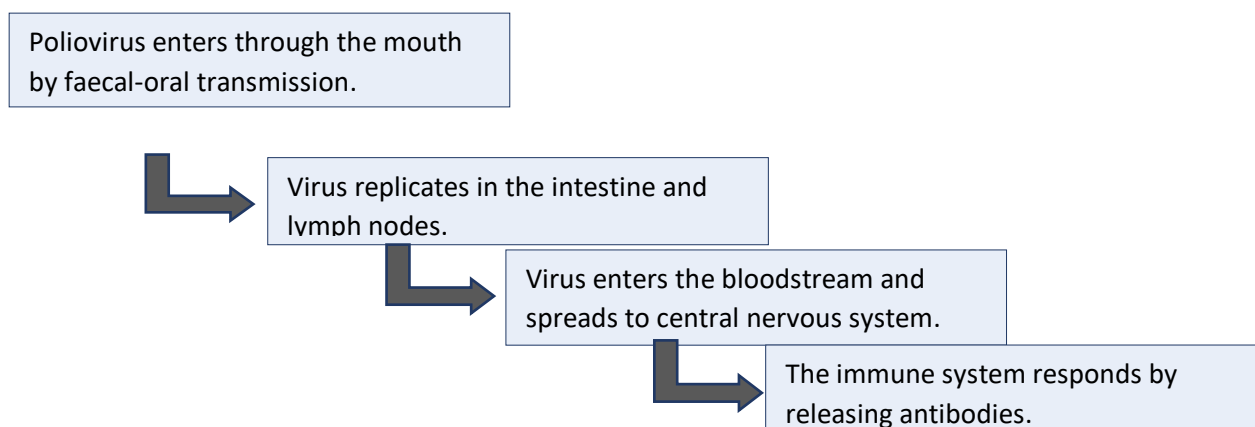 Poliovirus enters through the mouth
by faecal-oral transmission.
Virus replicates in the intestine and
lymph nodes.
Virus enters the bloodstream and
spreads to central nervous system.
The immune system responds by
releasing antibodies.